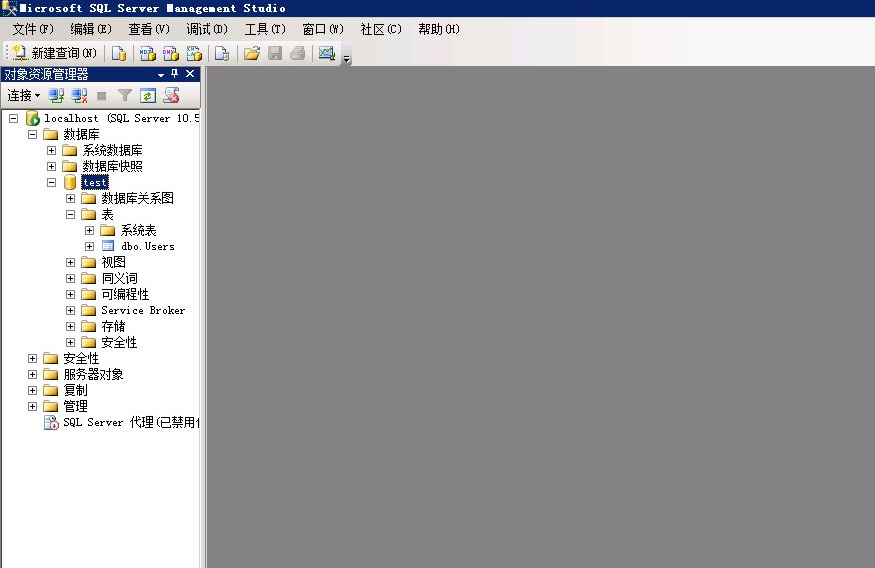 Microsoft SQL Server Management Studio
文件(F) 编辑(E) 查看(V) 调试(D) 工具(T) 窗口(W) 社区(C) 帮助(H)
新建查询(N)
对象资源管理器
连接
localhost (SQL Server 10.5
数据库
系统数据库
数据库快照
test
数据库关系图
表
系统表
dbo.Users
视图
同义词
可编程性
Service Broker
存储
安全性
安全性
服务器对象
复制
管理
SQL Server 代理(已禁用